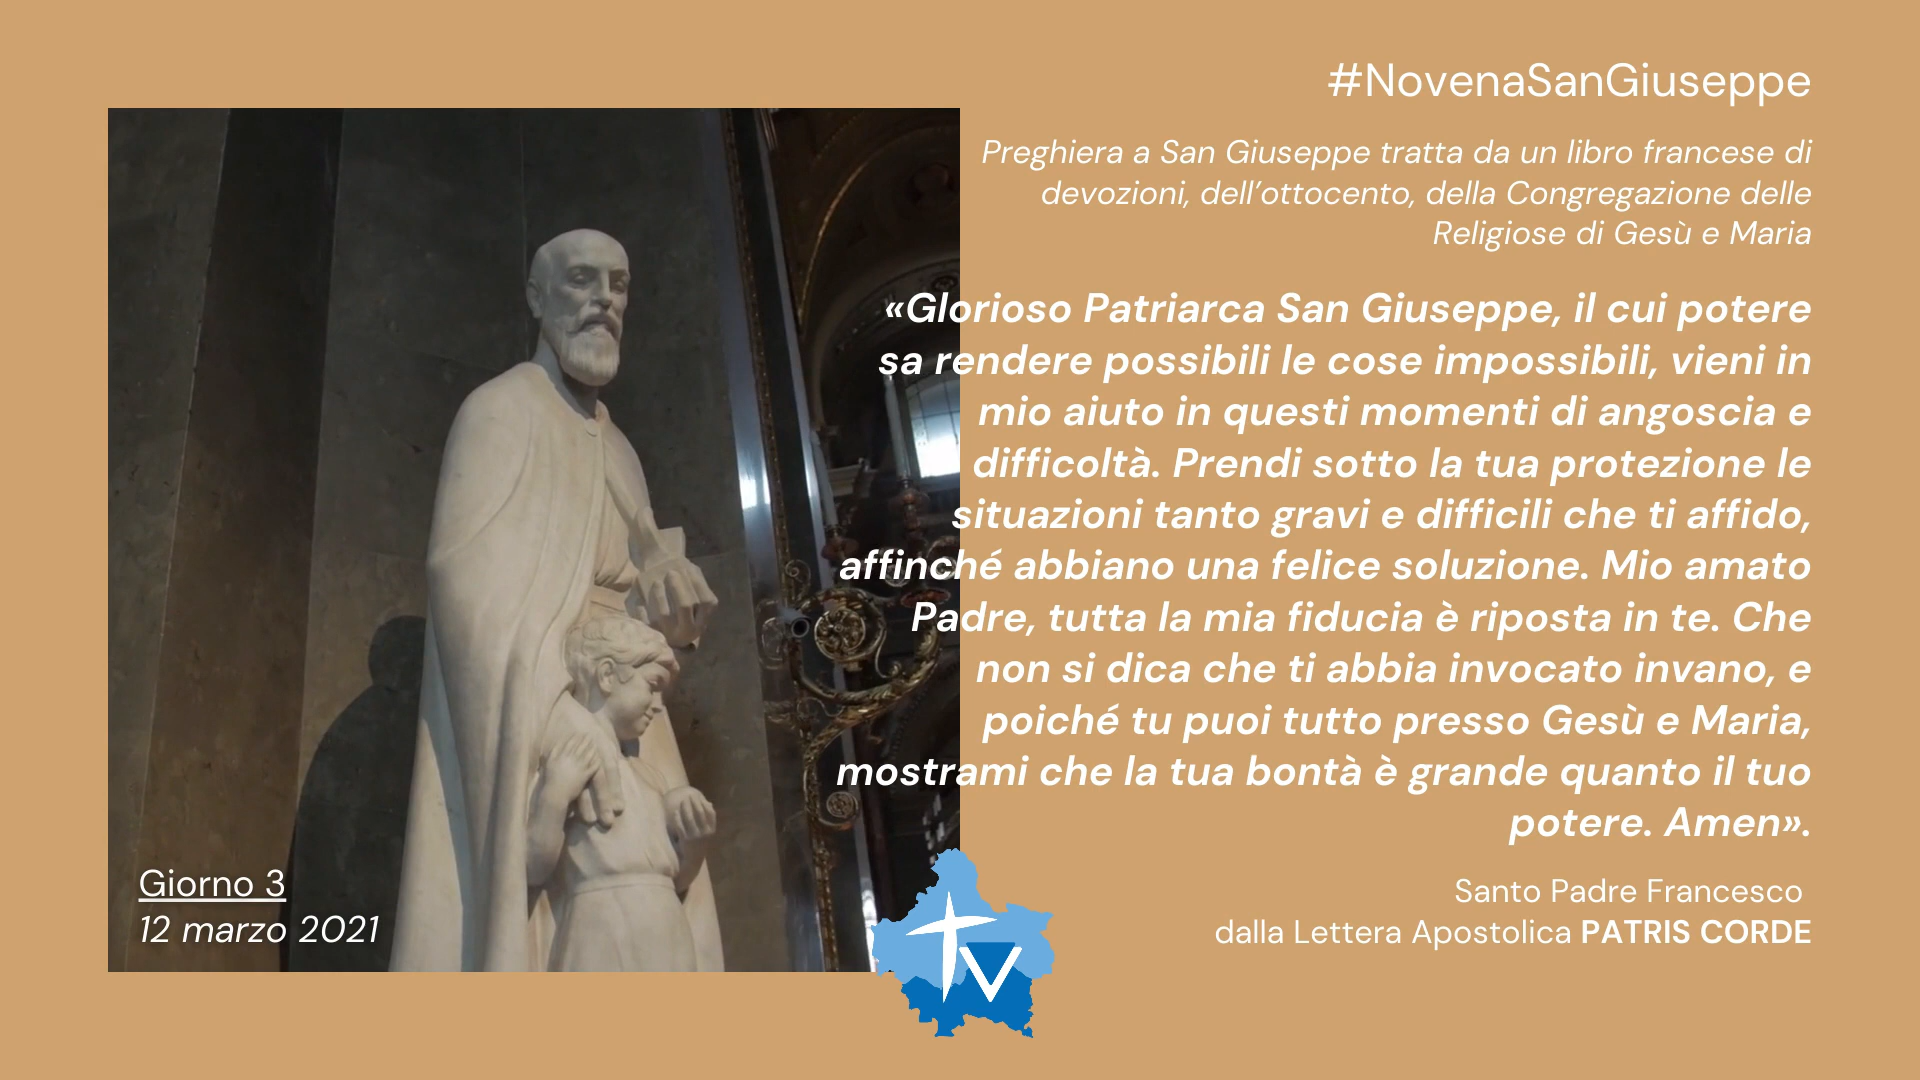 #NovenaSanGiuseppe
Preghiera a San Giuseppe tratta da un libro francese di
devozioni, dell’ottocento, della Congregazione delle
Religiose di Gesù e Maria
«Glorioso Patriarca San Giuseppe, il cui potere
sa rendere possibili le cose impossibili, vieni in
mio aiuto in questi momenti di angoscia e
difficoltà. Prendi sotto la tua protezione le
situazioni tanto gravi e difficili che ti affido,
affinché abbiano una felice soluzione. Mio amato
Padre, tutta la mia fiducia è riposta in te. Che
non si dica che ti abbia invocato invano, e
poiché tu puoi tutto presso Gesù e Maria,
mostrami che la tua bontà è grande quanto il tuo
potere. Amen».
Santo Padre Francesco
dalla Lettera Apostolica PATRIS CORDE
Giorno 3
12 marzo 2021
TV